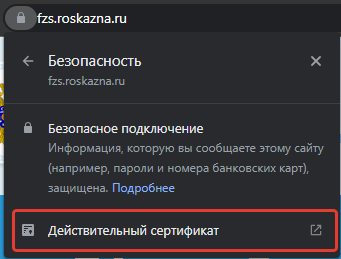 fzs.roskazna.ru
Безопасность
fzs.roskazna.ru
Безопасное подключение
Информация, которую вы сообщаете этому сайту
(например, пароли и номера банковских карт),
защищена. Подробнее
Действительный сертификат